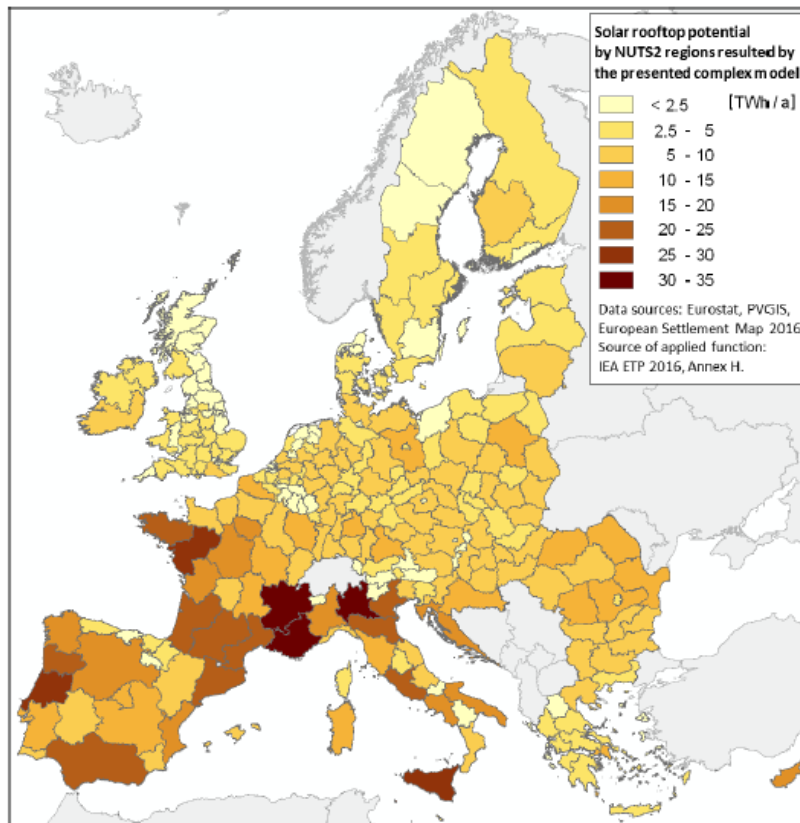 Solar rooftop potential
by NUTS2 regions resulted by
the presented complex model
< 2.5 [TWh / a]
2.5 - 5
5 - 10
10 - 15
15 - 20
20 - 25
25 - 30
30 - 35
Data sources: Eurostat, PVGIS,
European Settlement Map 2016
Source of applied function:
IEA ETP 2016, Annex H.